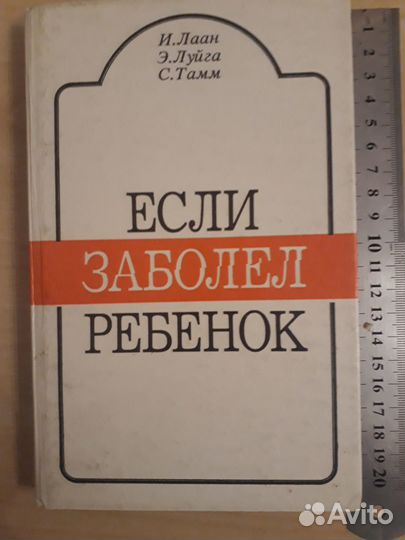 И. Лаан
Э. Луйга
С. Тамм
ЕСЛИ
ЗАБОЛЕЛ
РЕБЕНОК
1 2 3 4 5 6 7 8 9 10 11 12 13 14 15 16 17 18 19 20
Avito